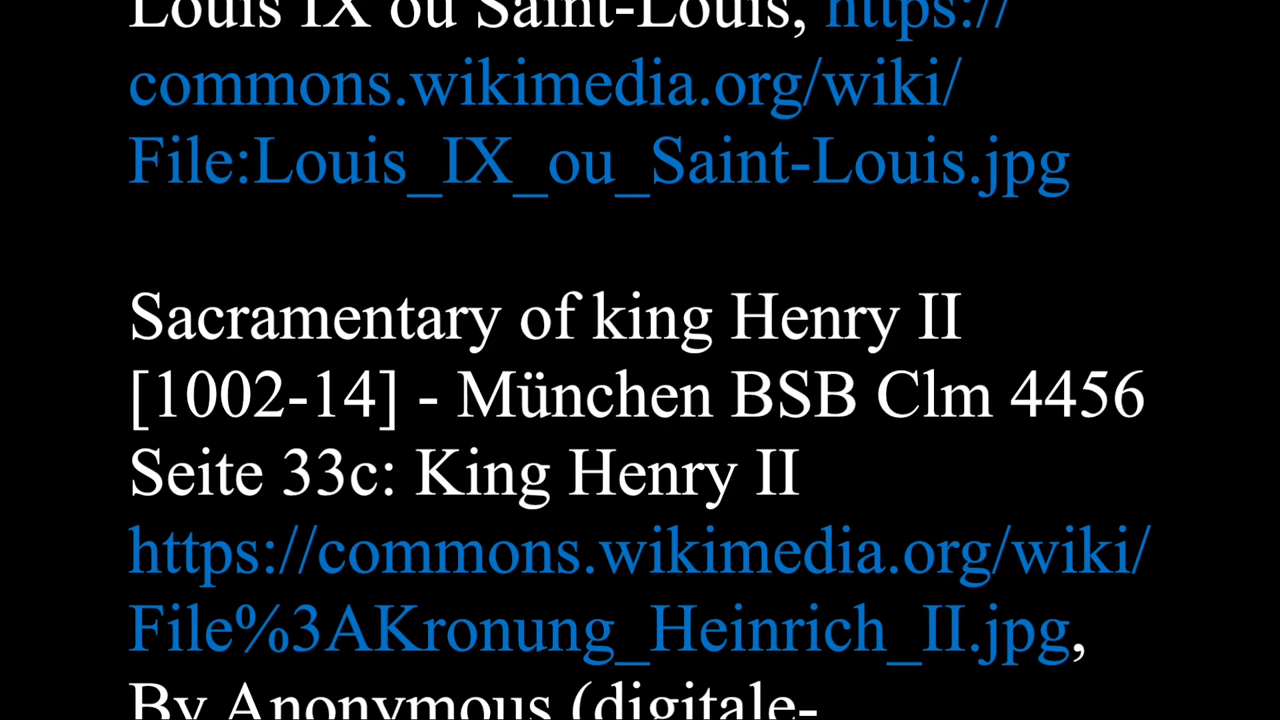 Louis IX ou Saint-Louis, https://
commons.wikimedia.org/wiki/
File:Louis_IX_ou_Saint-Louis.jpg
Sacramentary of king Henry II
[1002-14] - München BSB Clm 4456
Seite 33c: King Henry II
https://commons.wikimedia.org/wiki/
File%3AKronung_Heinrich_II.jpg,
By Anonymous (digitale-